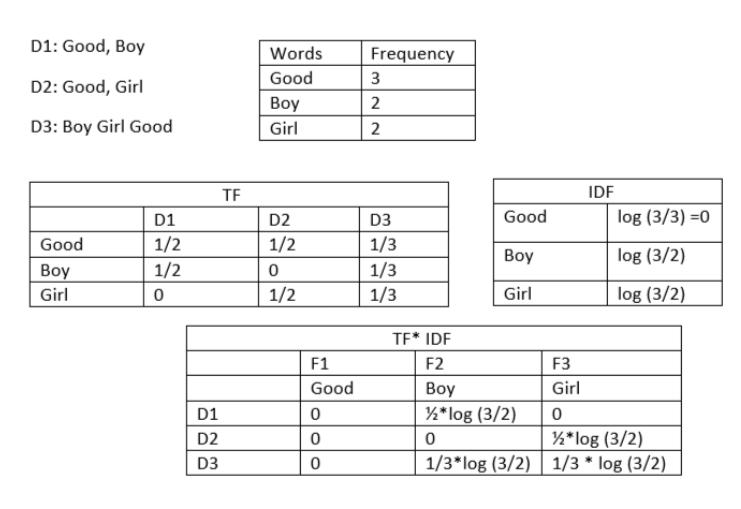 D1: Good, Boy
D2: Good, Girl
D3: Boy Girl Good
Words Frequency
Good 3
Boy 2
Girl 2
TF
D1 D2 D3
Good 1/2 1/2 1/3
Boy 1/2 0 1/3
Girl 0 1/2 1/3
IDF
Good log (3/3) =0
Boy log (3/2)
Girl log (3/2)
TF* IDF
F1 F2 F3
Good Boy Girl
D1 0 ½*log (3/2) 0
D2 0 0 ½*log (3/2)
D3 0 1/3*log (3/2) 1/3 * log (3/2)